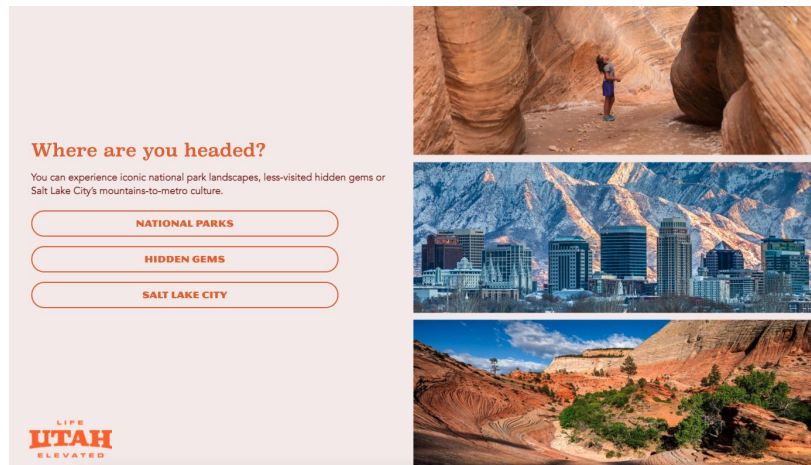 Where are you headed?
You can experience iconic national park landscapes, less-visited hidden gems or
Salt Lake City's mountains-to-metro culture.
NATIONAL PARKS
HIDDEN GEMS
SALT LAKE CITY
LIFE
UTAH
ELEVATED